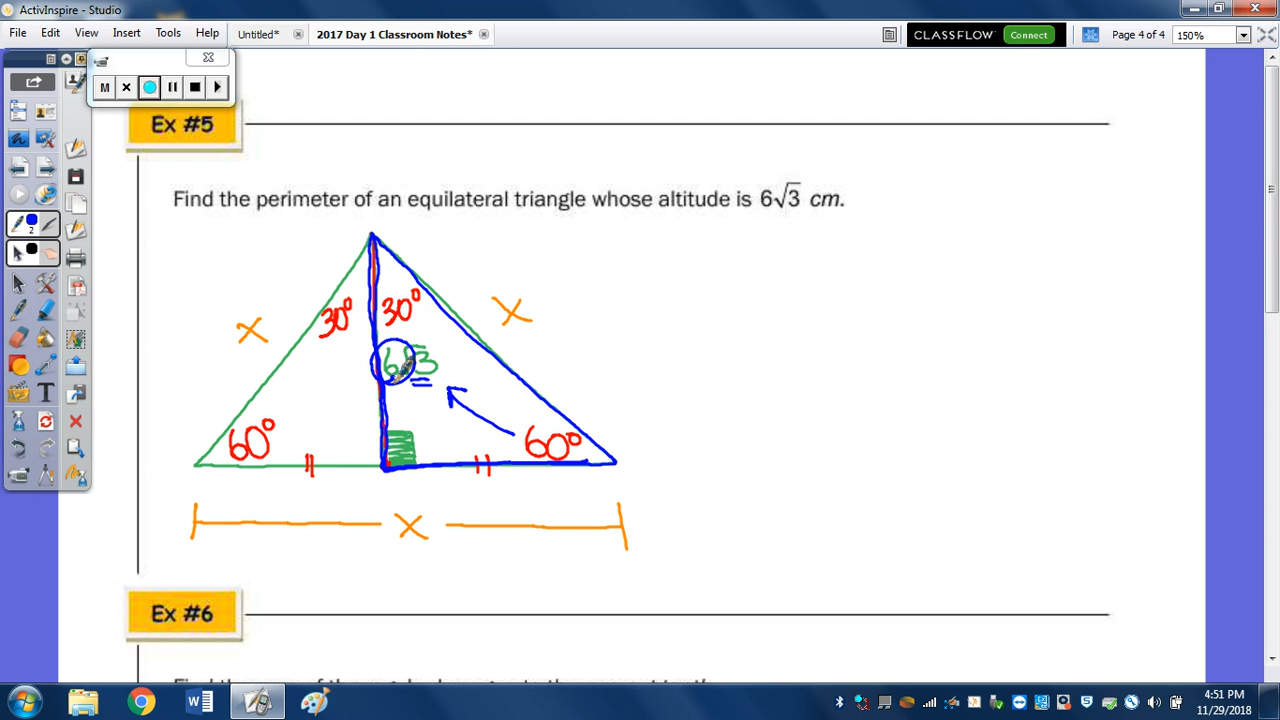 ActivInspire - Studio
File Edit View Insert Tools Help Untitled* 2017 Day 1 Classroom Notes* CLASSFLOW Connect Page 4 of 4 150%
M
Ex #5
Find the perimeter of an equilateral triangle whose altitude is 6√3 cm.
30° 30°
x x
6√3
60° 60°
x
Ex #6
2
T
W
4:51 PM
11/29/2018